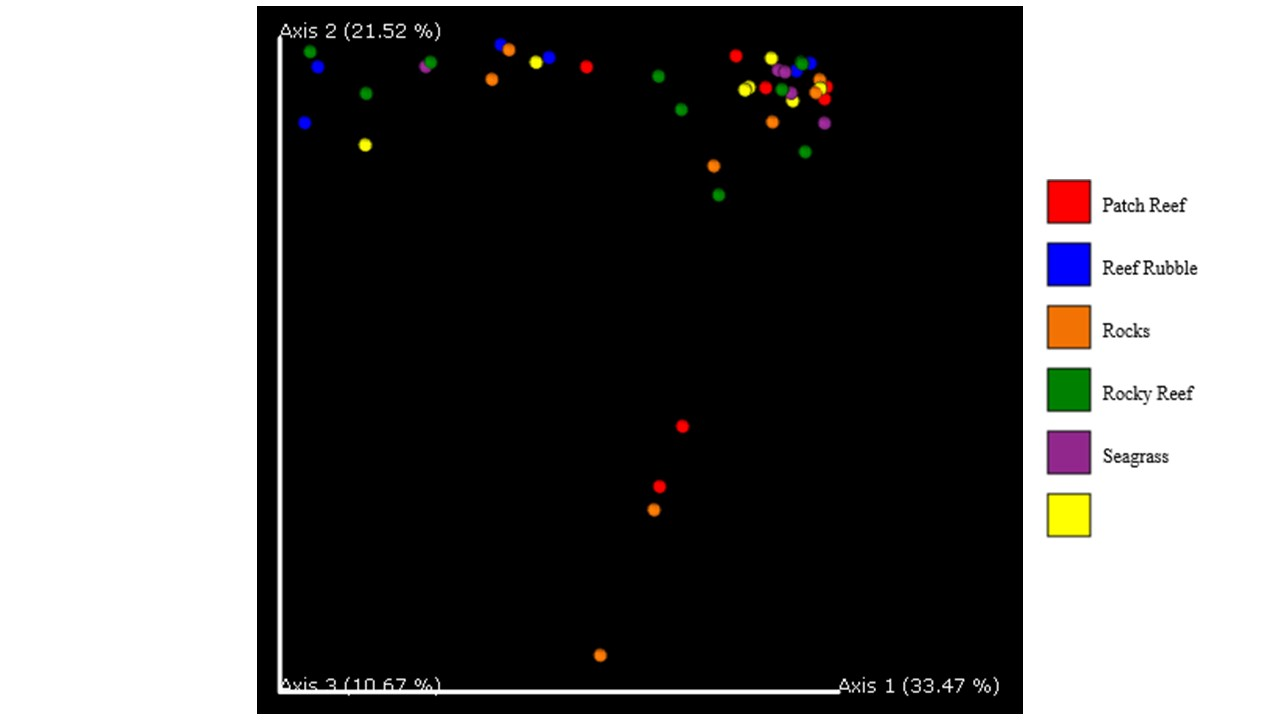 Axis 2 (21.52 %)
Patch Reef
Reef Rubble
Rocks
Rocky Reef
Seagrass
Axis 3 (10.67 %)
Axis 1 (33.47 %)